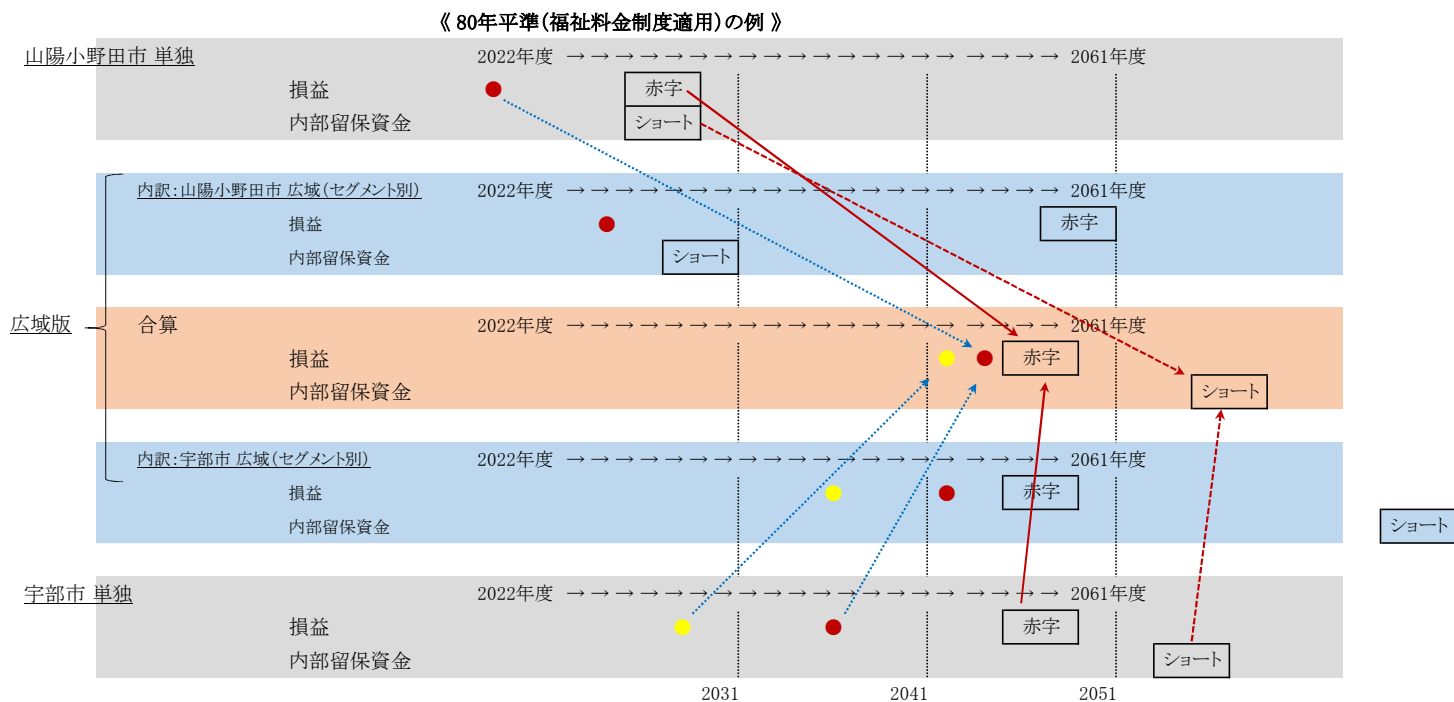 《 80年平準（福祉料金制度適用）の例 》
山陽小野田市 単独
2022年度 →→→→→→→→→→→→→→→→→→→→→ 2061年度
損益
赤字
内部留保資金
ショート
内訳：山陽小野田市 広域（セグメント別）
2022年度 →→→→→→→→→→→→→→→→→→→→→ 2061年度
損益
赤字
内部留保資金
ショート
広域版
合算
2022年度 →→→→→→→→→→→→→→→→→→→→→ 2061年度
損益
赤字
内部留保資金
ショート
内訳：宇部市 広域（セグメント別）
2022年度 →→→→→→→→→→→→→→→→→→→→→ 2061年度
損益
赤字
内部留保資金
ショート
宇部市 単独
2022年度 →→→→→→→→→→→→→→→→→→→→→ 2061年度
損益
赤字
内部留保資金
ショート
2031 2041 2051